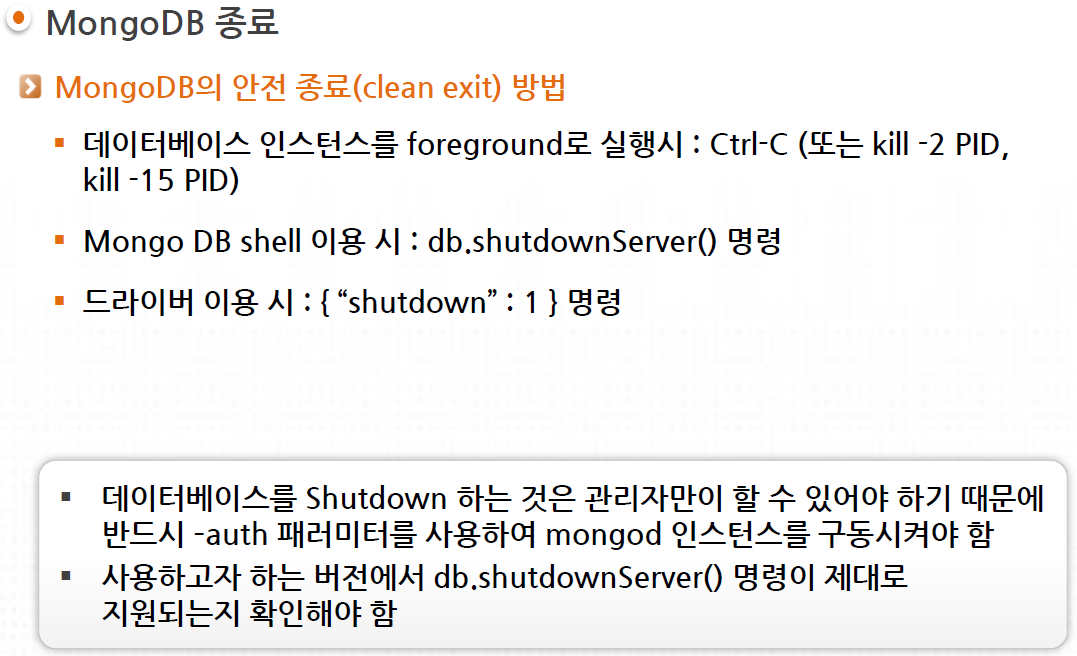 MongoDB 종료
MongoDB의 안전 종료(clean exit) 방법
데이터베이스 인스턴스를 foreground로 실행시 : Ctrl-C (또는 kill -2 PID,
kill -15 PID)
Mongo DB shell 이용 시 : db.shutdownServer() 명령
드라이버 이용 시 : { “shutdown” : 1 } 명령
데이터베이스를 Shutdown 하는 것은 관리자만이 할 수 있어야 하기 때문에
반드시 -auth 패러미터를 사용하여 mongod 인스턴스를 구동시켜야 함
사용하고자 하는 버전에서 db.shutdownServer() 명령이 제대로
지원되는지 확인해야 함